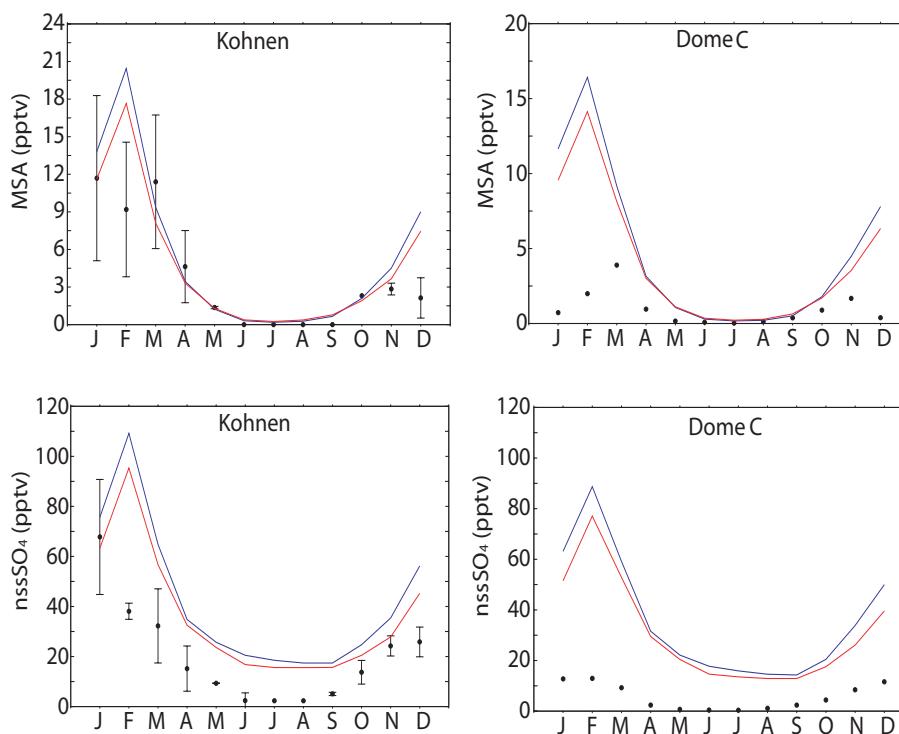 Kohnen
MSA (pptv)
24
21
18
15
12
9
6
3
0
J F M A M J J A S O N D
Dome C
MSA (pptv)
20
15
10
5
0
J F M A M J J A S O N D
Kohnen
nssSO₄ (pptv)
120
100
80
60
40
20
0
J F M A M J J A S O N D
Dome C
nssSO₄ (pptv)
120
100
80
60
40
20
0
J F M A M J J A S O N D